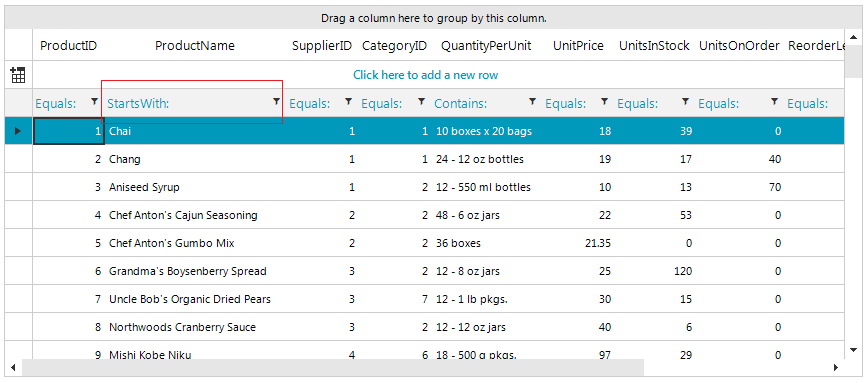 Drag a column here to group by this column.
ProductID ProductName SupplierID CategoryID QuantityPerUnit UnitPrice UnitsInStock UnitsOnOrder ReorderLe
Click here to add a new row
Equals: StartsWith: Equals: Equals: Contains: Equals: Equals: Equals: Equals:
1 Chai 1 1 10 boxes x 20 bags 18 39 0
2 Chang 1 1 24 - 12 oz bottles 19 17 40
3 Aniseed Syrup 1 2 12 - 550 ml bottles 10 13 70
4 Chef Anton's Cajun Seasoning 2 2 48 - 6 oz jars 22 53 0
5 Chef Anton's Gumbo Mix 2 2 36 boxes 21.35 0 0
6 Grandma's Boysenberry Spread 3 2 12 - 8 oz jars 25 120 0
7 Uncle Bob's Organic Dried Pears 3 7 12 - 1 lb pkgs. 30 15 0
8 Northwoods Cranberry Sauce 3 2 12 - 12 oz jars 40 6 0
9 Mishi Kobe Niku 4 6 18 - 500 g pkgs. 97 29 0